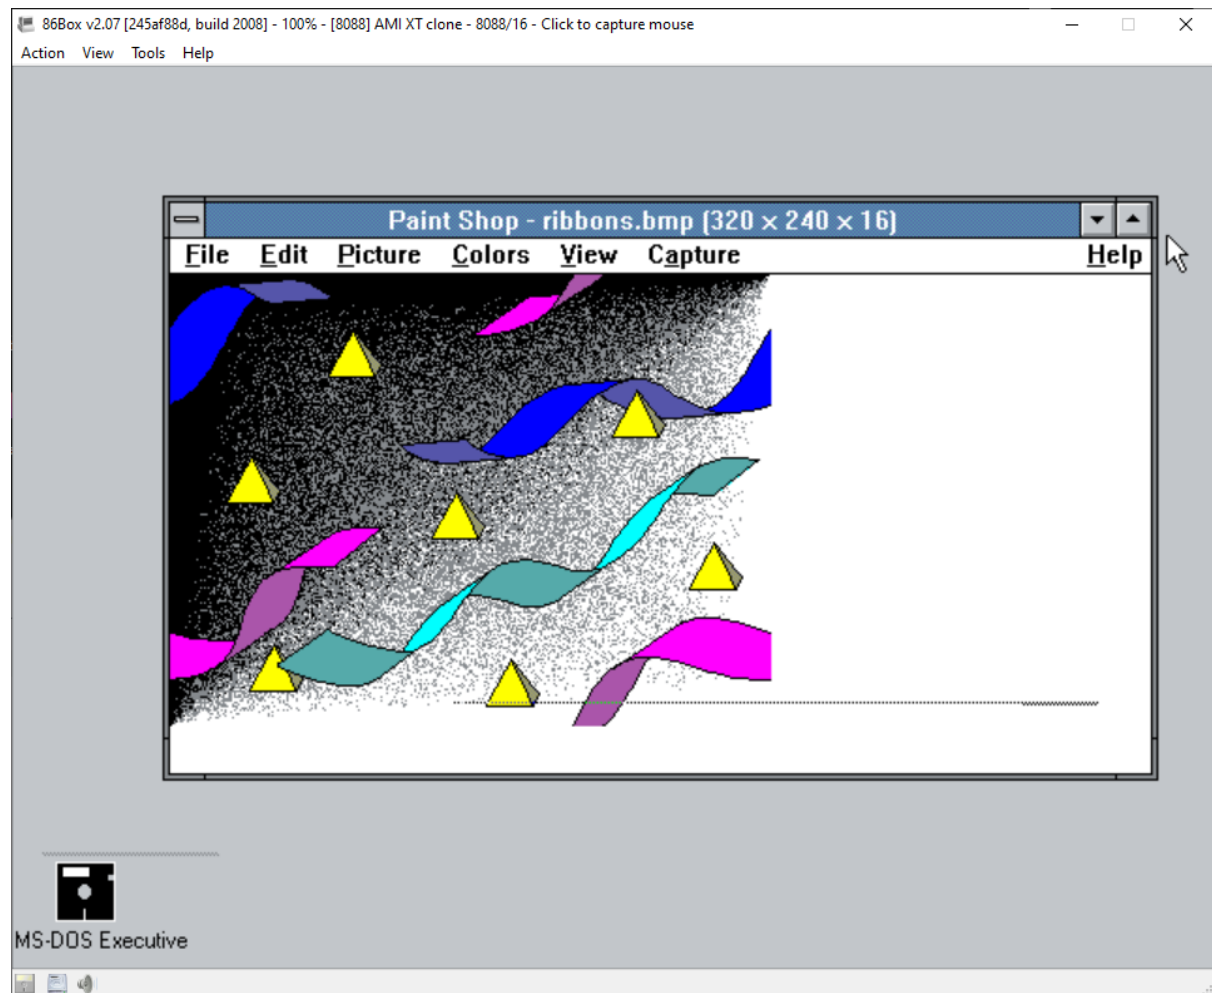 86Box v2.07 [245af88d, build 2008] - 100% - [8088] AMI XT clone - 8088/16 - Click to capture mouse
Action View Tools Help
Paint Shop - ribbons.bmp (320 × 240 × 16)
File Edit Picture Colors View Capture Help
MS-DOS Executive